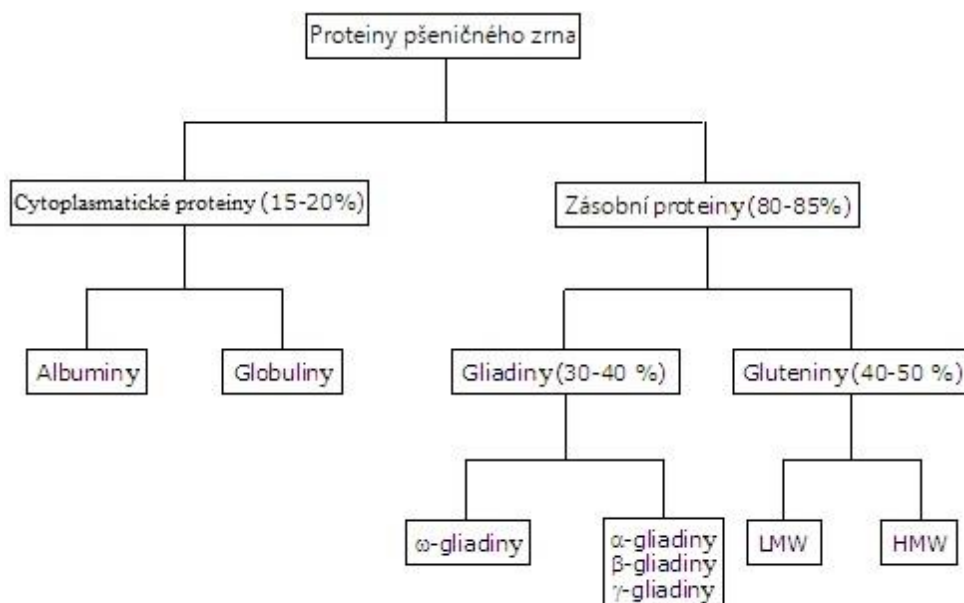 Proteiny pšeničného zrna
Cytoplasmatické proteiny (15-20%)
Zásobní proteiny (80-85%)
Albuminy
Globuliny
Gliadiny (30-40 %)
Gluteniny (40-50 %)
ω-gliadiny
α-gliadiny
β-gliadiny
γ-gliadiny
LMW
HMW